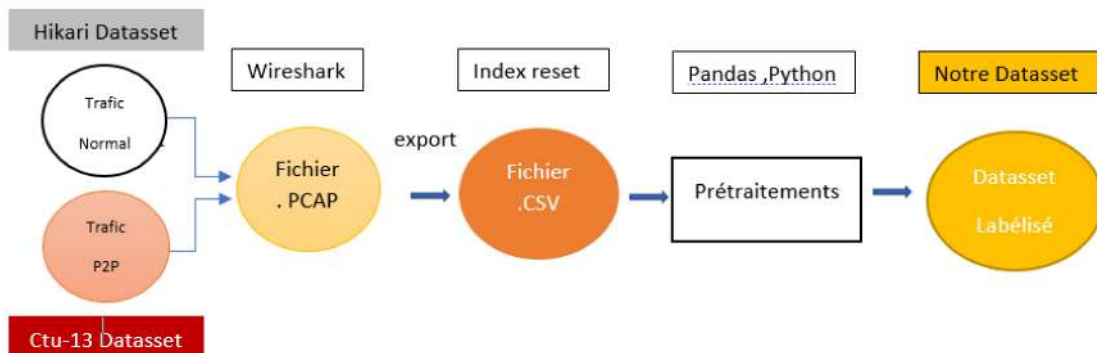 Hikari Datasset
Trafic
Normal
Trafic
P2P
Ctu-13 Datasset
Wireshark
Fichier
. PCAP
export
Index reset
Fichier
.CSV
Pandas ,Python
Prétraitements
Notre Datasset
Datasset
Labélisé